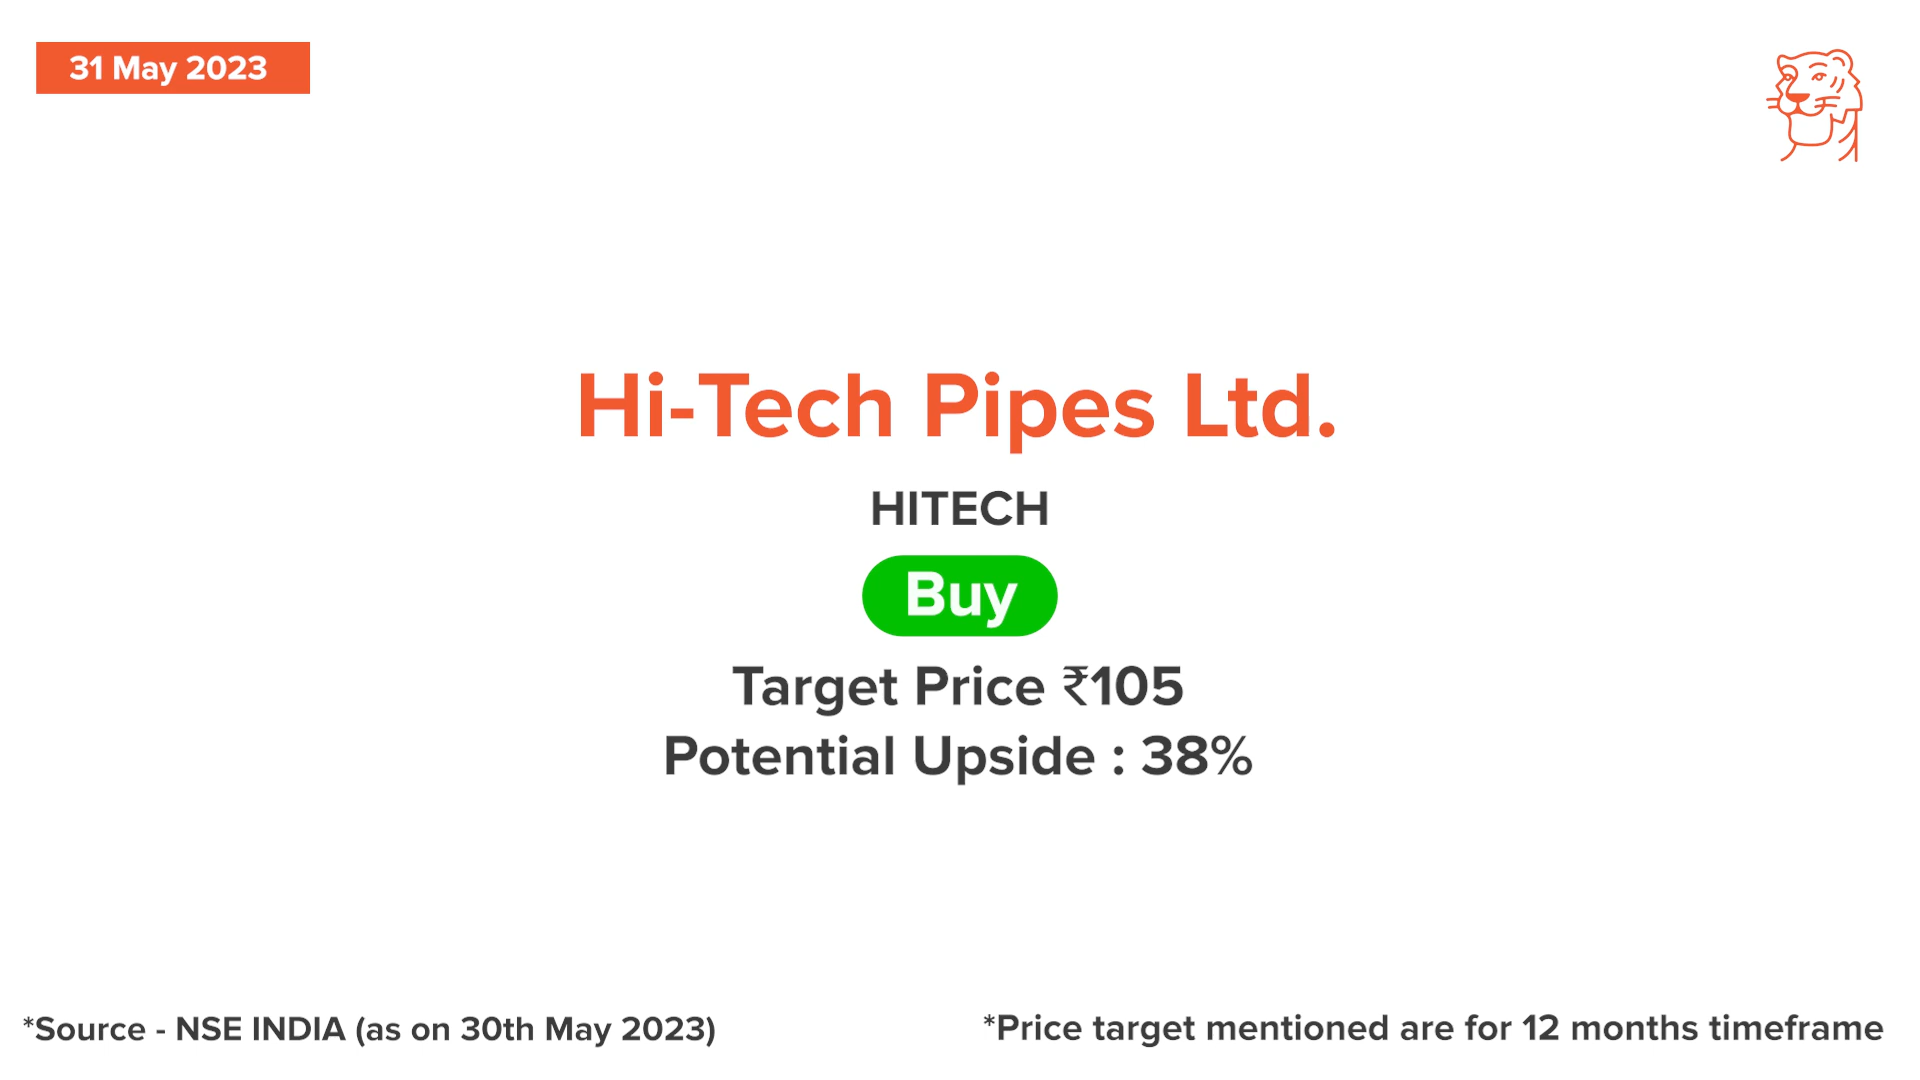 31 May 2023
Hi-Tech Pipes Ltd.
HITECH
Buy
Target Price ₹105
Potential Upside : 38%
*Source - NSE INDIA (as on 30th May 2023)
*Price target mentioned are for 12 months timeframe